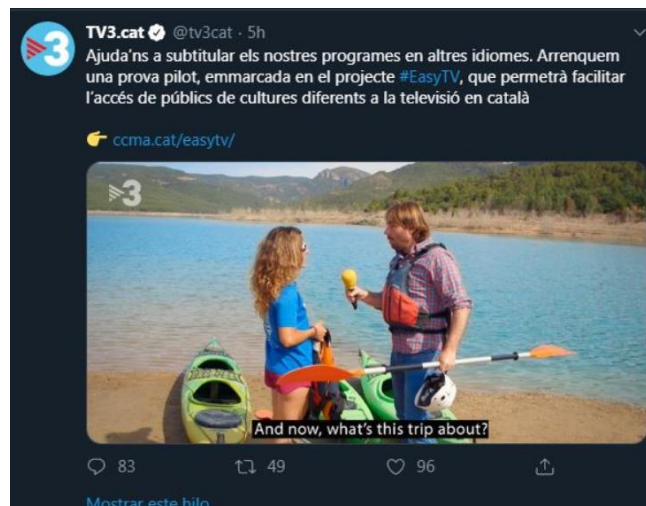 TV3.cat @tv3cat · 5h
Ajuda'ns a subtitular els nostres programes en altres idiomes. Arrenquem
una prova pilot, emmarcada en el projecte #EasyTV, que permetrà facilitar
l'accés de públics de cultures diferents a la televisió en català
👉 ccma.cat/easytv/
3
And now, what's this trip about?
83 49 96
Mostrar este hilo